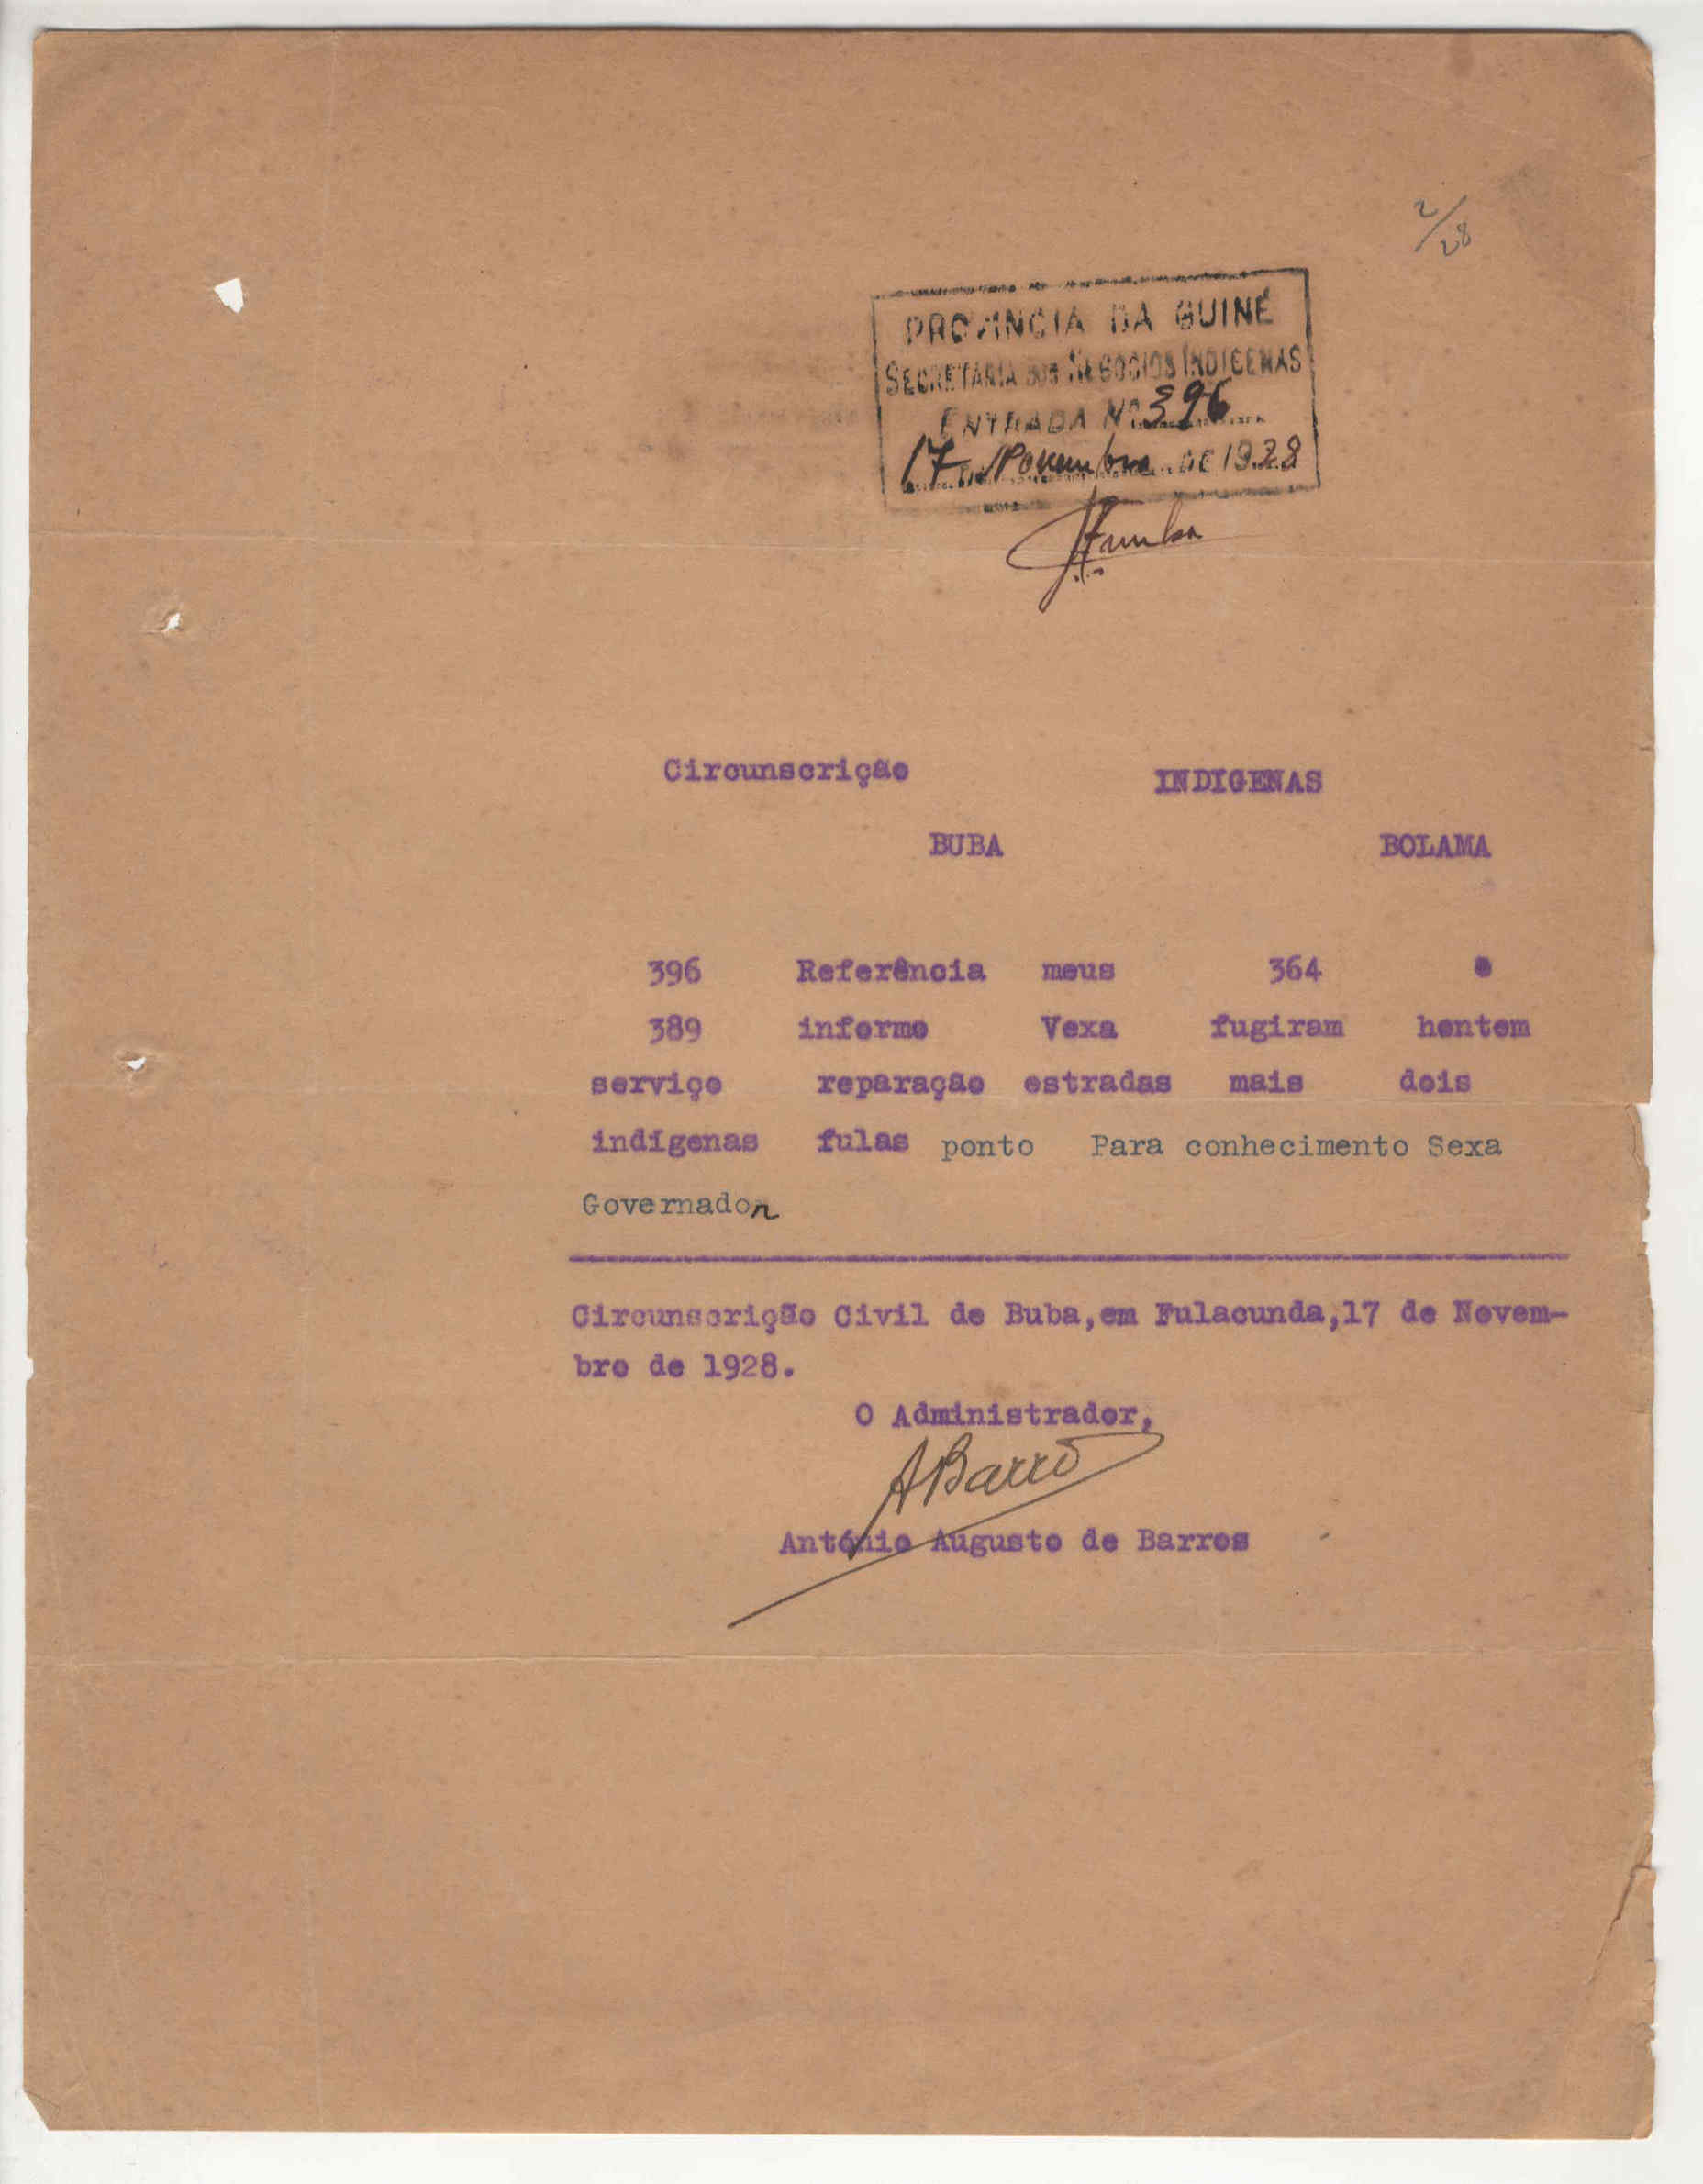 2/28
PROVINCIA DA GUINÉ
SECRETARIA DOS NEGOCIOS INDIGENAS
ENTRADA Nº 396
17 DE Novembro DE 1928
Circunscrição INDIGENAS
BUBA BOLAMA
396 Referência meus 364 e
389 informo Vexa fugiram hontem
serviço reparação estradas mais dois
indígenas fulas ponto Para conhecimento Sexa
Governador
Circunscrição Civil de Buba,em Fulacunda,17 de Novem-
bro de 1928.
O Administrador,
ABarros
António Augusto de Barros